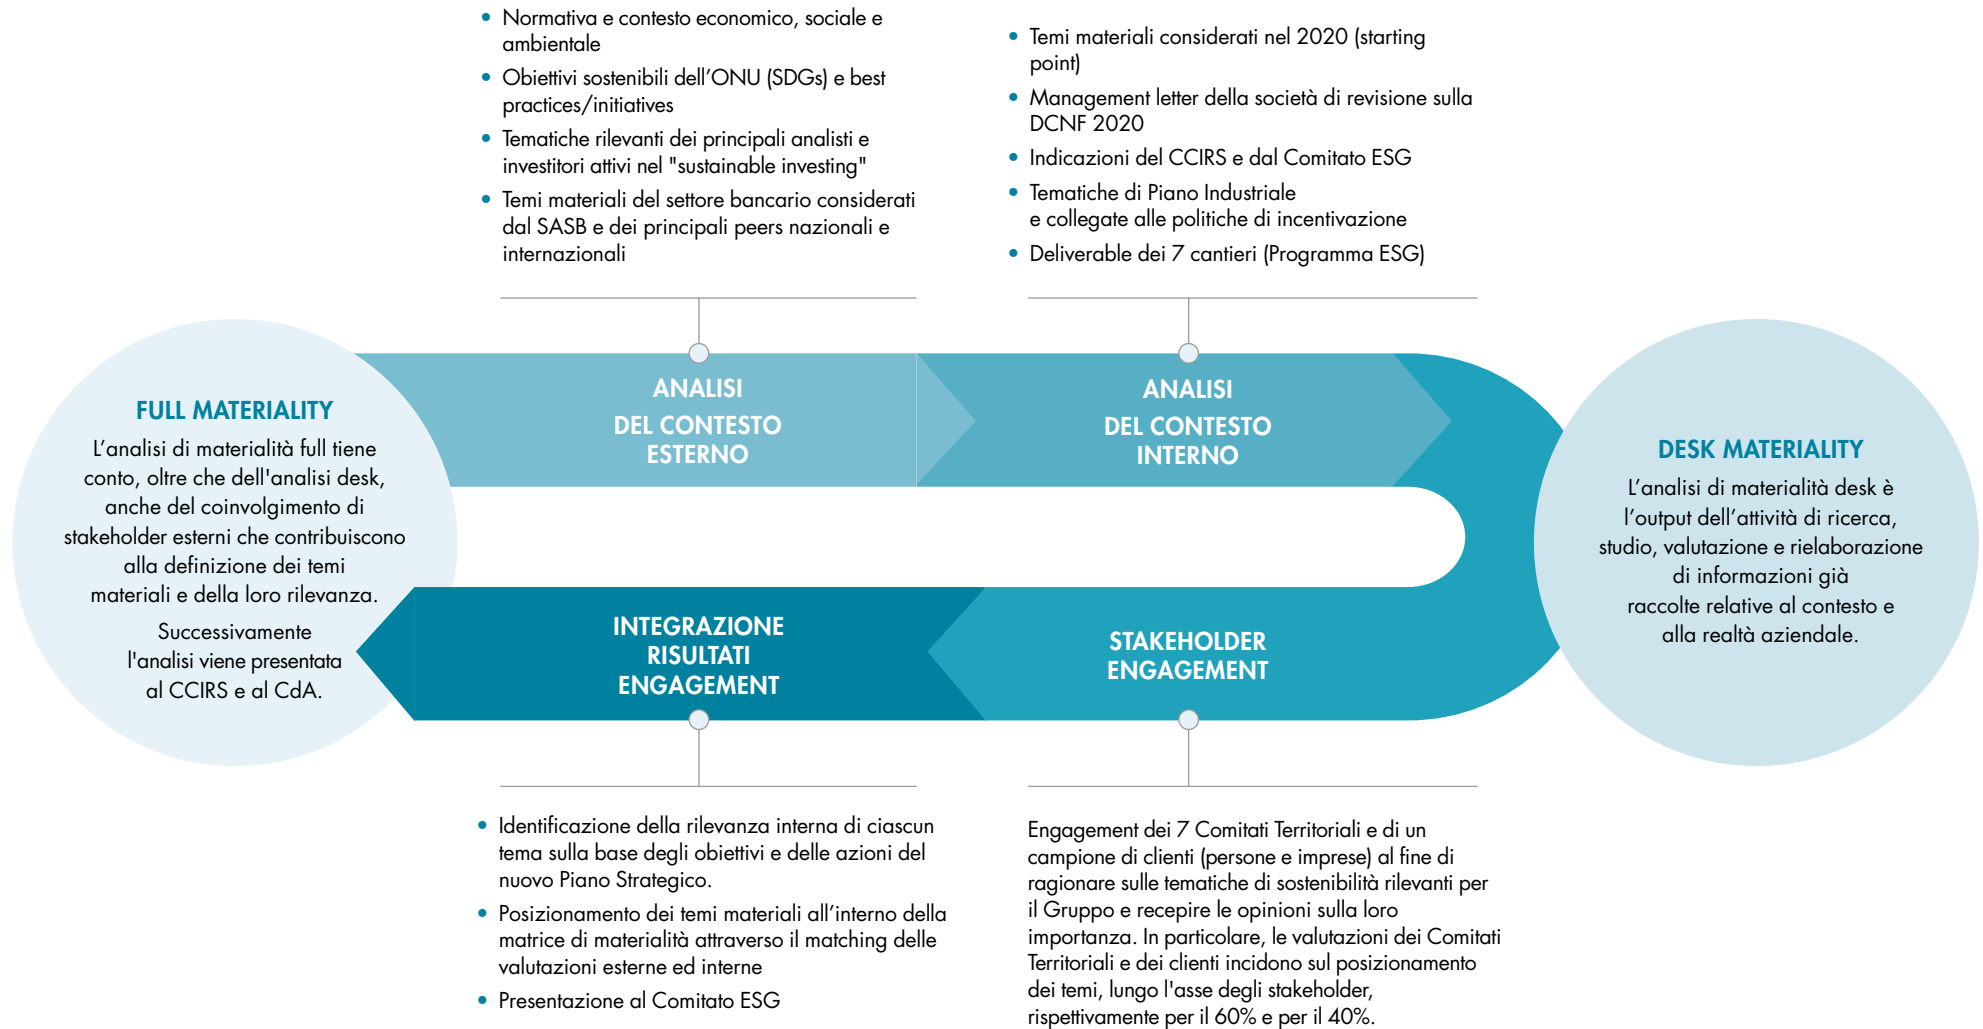 • Normativa e contesto economico, sociale e
ambientale
• Obiettivi sostenibili dell’ONU (SDGs) e best
practices/initiatives
• Tematiche rilevanti dei principali analisti e
investitori attivi nel "sustainable investing"
• Temi materiali del settore bancario considerati
dal SASB e dei principali peers nazionali e
internazionali
• Temi materiali considerati nel 2020 (starting
point)
• Management letter della società di revisione sulla
DCNF 2020
• Indicazioni del CCIRS e dal Comitato ESG
• Tematiche di Piano Industriale
e collegate alle politiche di incentivazione
• Deliverable dei 7 cantieri (Programma ESG)
FULL MATERIALITY
L’analisi di materialità full tiene
conto, oltre che dell'analisi desk,
anche del coinvolgimento di
stakeholder esterni che contribuiscono
alla definizione dei temi
materiali e della loro rilevanza.
Successivamente
l'analisi viene presentata
al CCIRS e al CdA.
ANALISI
DEL CONTESTO
ESTERNO
ANALISI
DEL CONTESTO
INTERNO
DESK MATERIALITY
L’analisi di materialità desk è
l’output dell’attività di ricerca,
studio, valutazione e rielaborazione
di informazioni già
raccolte relative al contesto e
alla realtà aziendale.
INTEGRAZIONE
RISULTATI
ENGAGEMENT
STAKEHOLDER
ENGAGEMENT
• Identificazione della rilevanza interna di ciascun
tema sulla base degli obiettivi e delle azioni del
nuovo Piano Strategico.
• Posizionamento dei temi materiali all’interno della
matrice di materialità attraverso il matching delle
valutazioni esterne ed interne
• Presentazione al Comitato ESG
Engagement dei 7 Comitati Territoriali e di un
campione di clienti (persone e imprese) al fine di
ragionare sulle tematiche di sostenibilità rilevanti per
il Gruppo e recepire le opinioni sulla loro
importanza. In particolare, le valutazioni dei Comitati
Territoriali e dei clienti incidono sul posizionamento
dei temi, lungo l'asse degli stakeholder,
rispettivamente per il 60% e per il 40%.